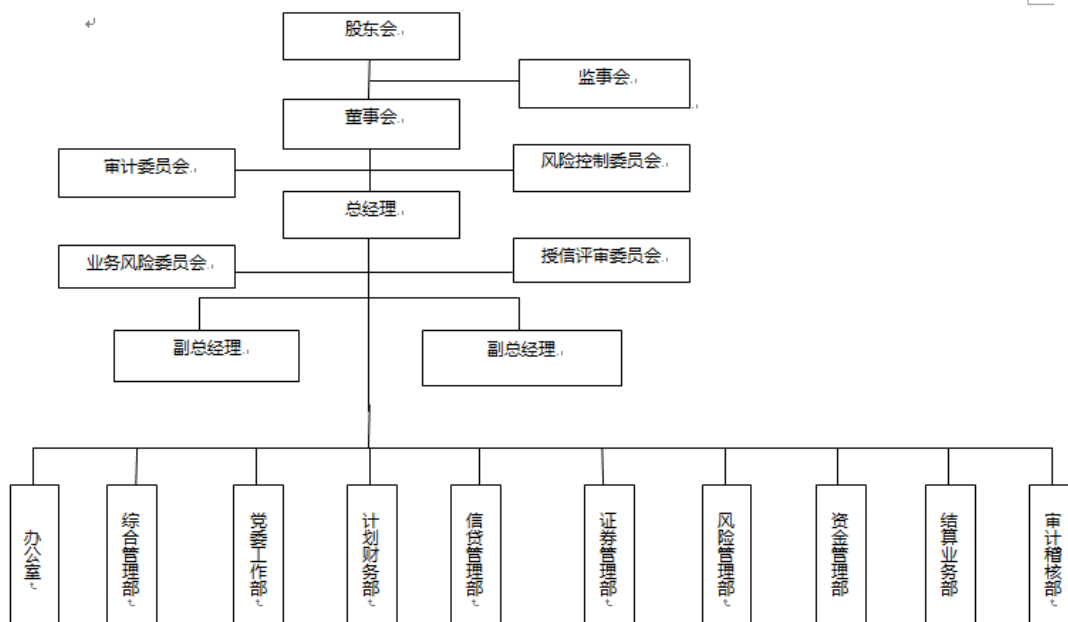 股东会
监事会
董事会
审计委员会
风险控制委员会
总经理
业务风险委员会
授信评审委员会
副总经理
副总经理
办公室
综合管理部
党委工作部
计划财务部
信贷管理部
证券管理部
风险管理部
资金管理部
结算业务部
审计稽核部